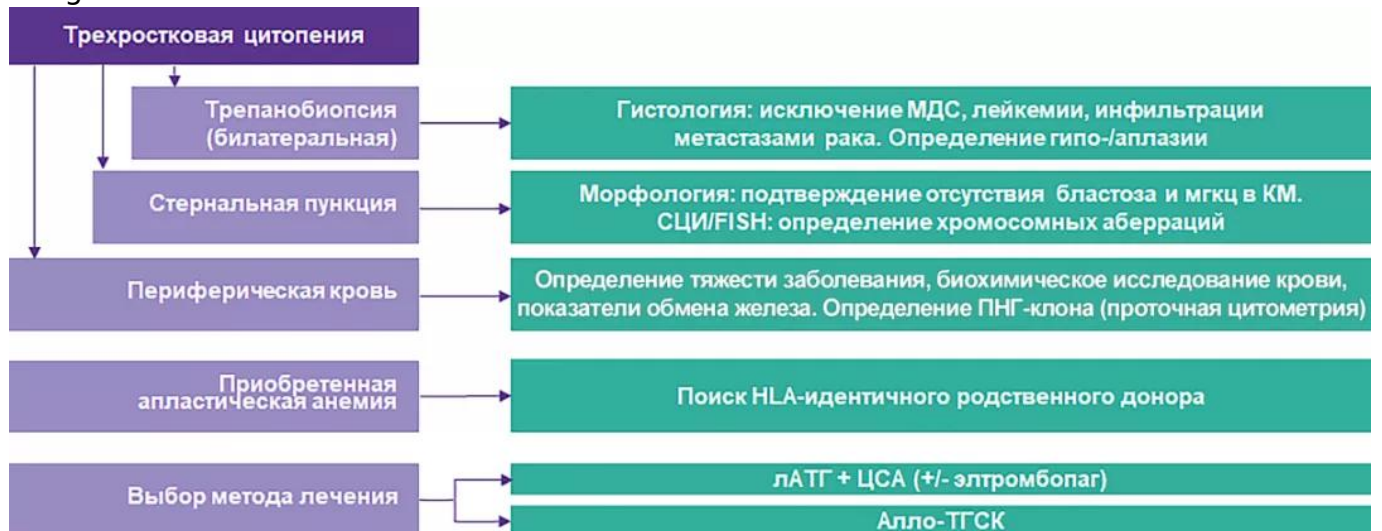 Трехростковая цитопения
Трепанобиопсия
(билатеральная)
Гистология: исключение МДС, лейкемии, инфильтрации
метастазами рака. Определение гипо-/аплазии
Стернальная пункция
Морфология: подтверждение отсутствия бластоза и мгкц в КМ.
СЦИ/FISH: определение хромосомных аберраций
Периферическая кровь
Определение тяжести заболевания, биохимическое исследование крови,
показатели обмена железа. Определение ПНГ-клона (проточная цитометрия)
Приобретенная
апластическая анемия
Поиск HLA-идентичного родственного донора
Выбор метода лечения
лАТГ + ЦСА (+/- элтромбопаг)
Алло-ТГСК